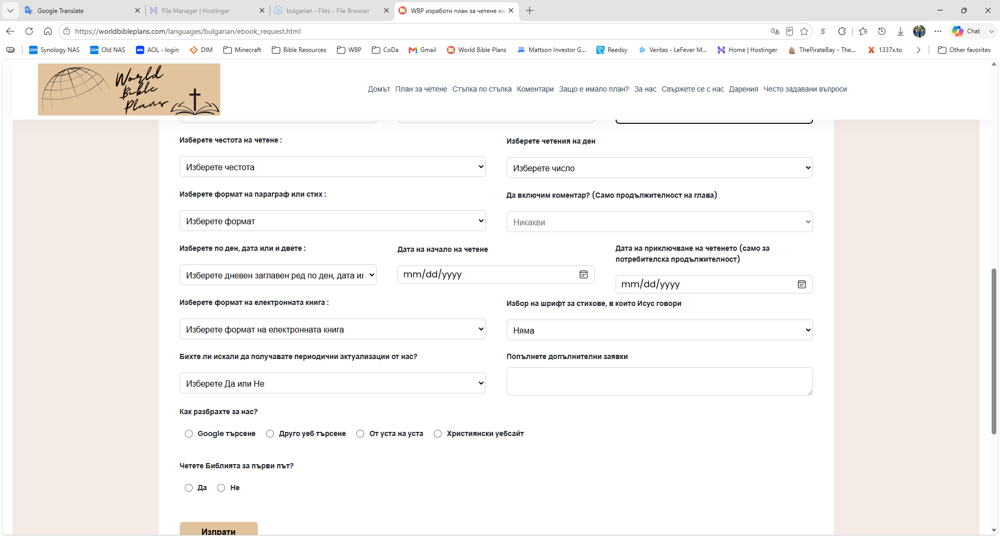 Google Translate
File Manager | Hostinger
bulgarian - Files - File Browser
WBP изработи план за четене на
https://worldbibleplans.com/languages/bulgarian/ebook_request.html
Chat
Synology NAS
Old NAS
AOL - login
DIM
Minecraft
Bible Resources
WBP
CoDa
Gmail
World Bible Plans
Mattson Investor G...
Reedsy
Veritas - LeFever M...
Home | Hostinger
ThePirateBay - The...
1337x.to
Other favorites
World
Bible
Plans
Домът План за четене Стъпка по стъпка Коментари Защо е имало план? За нас Свържете се с нас Дарения Често задавани въпроси
Изберете честота на четене :
Изберете четения на ден
Изберете честота
Изберете число
Изберете формат на параграф или стих :
Да включим коментар? (Само продължителност на глава)
Изберете формат
Никакви
Изберете по ден, дата или и двете :
Дата на начало на четене
Дата на приключване на четенето (само за
потребителска продължителност)
Изберете дневен заглавен ред по ден, дата ил
mm/dd/yyyy
mm/dd/yyyy
Изберете формат на електронната книга :
Избор на шрифт за стихове, в които Исус говори
Изберете формат на електронната книга
Няма
Бихте ли искали да получавате периодични актуализации от нас?
Попълнете допълнителни заявки
Изберете Да или Не
Как разбрахте за нас?
Google търсене
Друго уеб търсене
От уста на уста
Християнски уебсайт
Четете Библията за първи път?
Да
Не
Изпрати